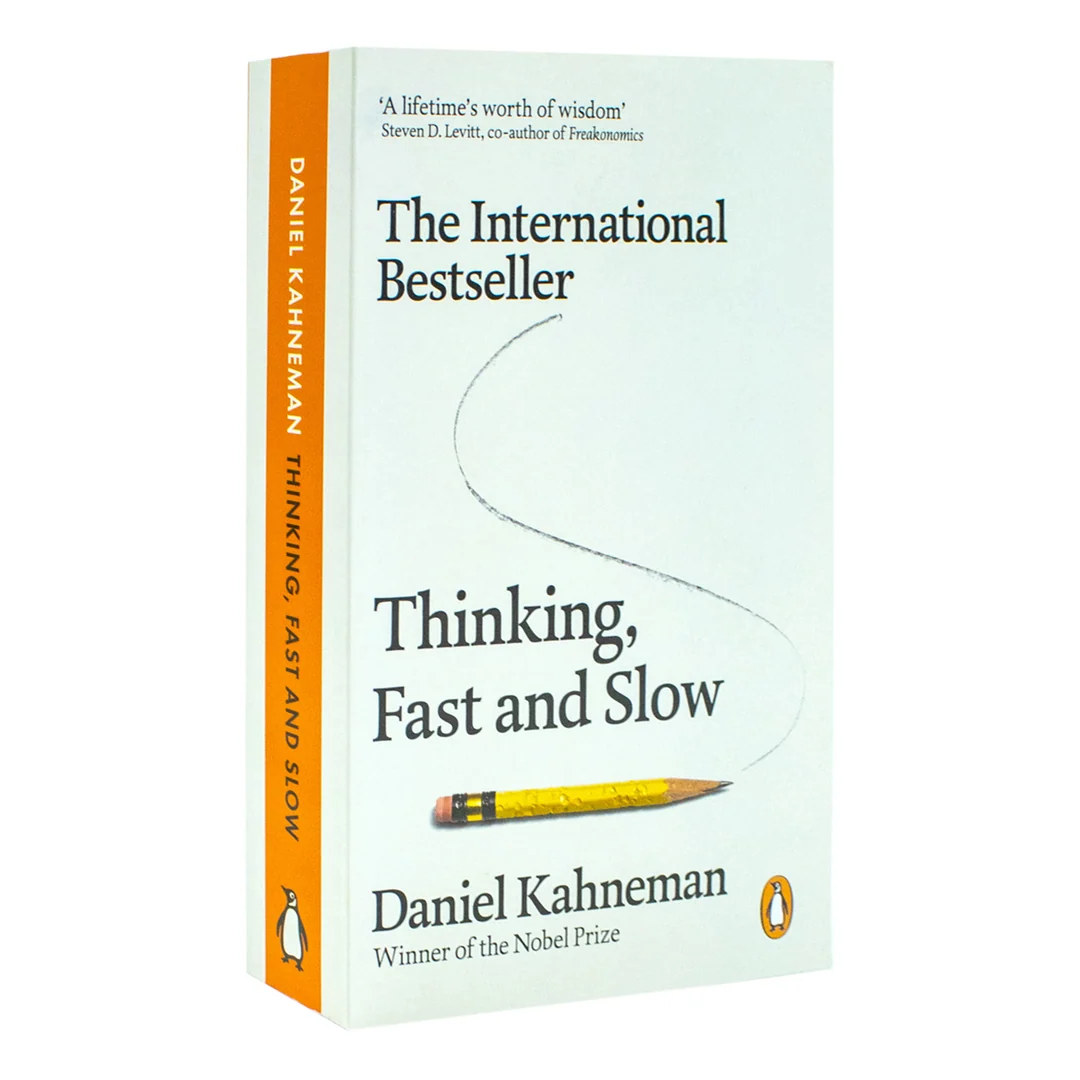 ‘A lifetime’s worth of wisdom’
Steven D. Levitt, co-author of Freakonomics
The International
Bestseller
Thinking,
Fast and Slow
Daniel Kahneman
Winner of the Nobel Prize
DANIEL KAHNEMAN THINKING, FAST AND SLOW